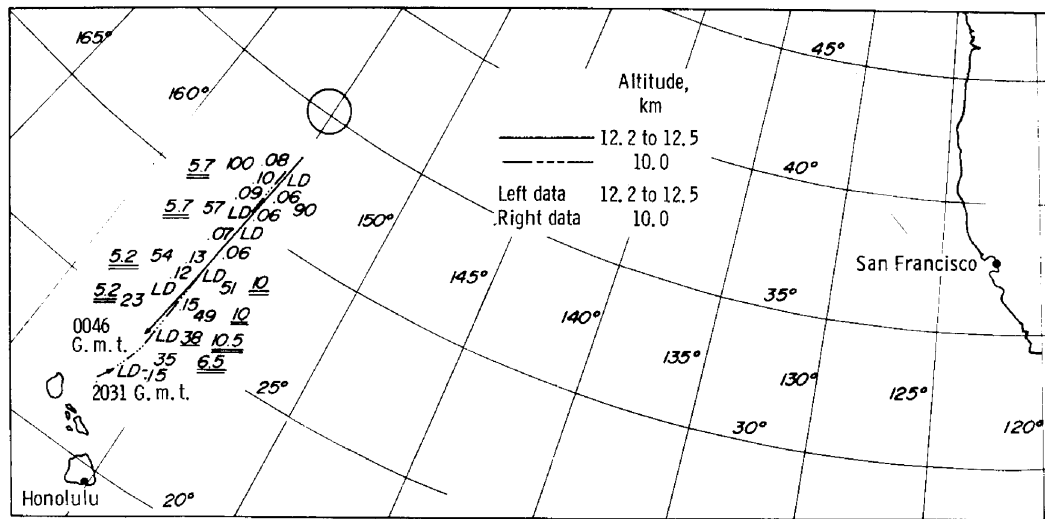 165°
45°
160°
Altitude,
km
12.2 to 12.5
10.0
Left data 12.2 to 12.5
Right data 10.0
40°
5.7 100 .08
.10 LD
.09 .06
5.7 57 LD .06 90
150°
.07 LD
.06
5.2 54 .13
.12 LD
LD 51 10
5.2 23 .15
49 10
145°
35°
San Francisco
140°
0046
G. m. t.
LD 38 10.5
35 6.5
LD .15
2031 G. m. t.
135°
130°
125°
120°
25°
30°
20°
Honolulu